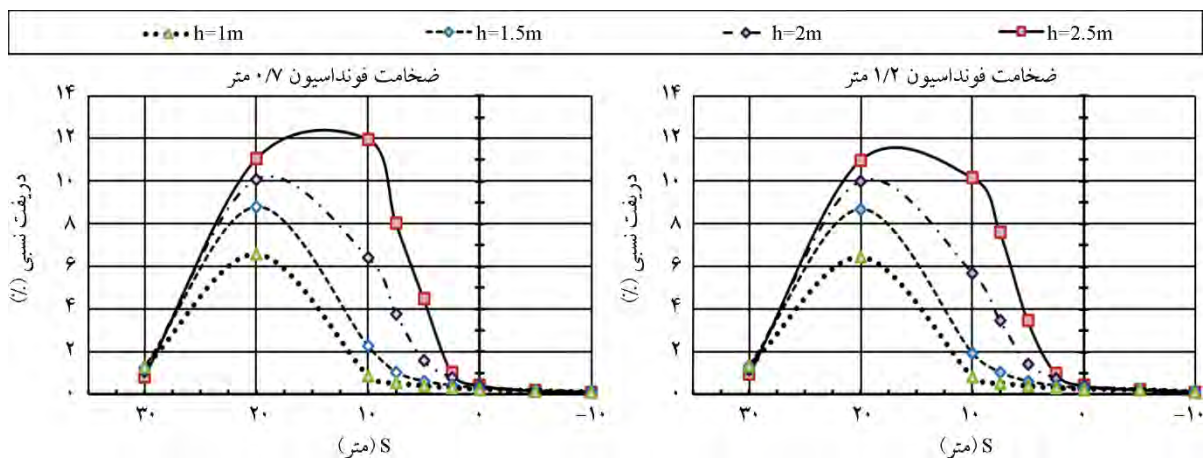 h=1m h=1.5m h=2m h=2.5m
ضخامت فونداسیون ۰/۷ متر
۱۴
۱۲
۱۰
۸
۶
۴
۲
۰
دریفت نسبی (٪)
۳۰ ۲۰ ۱۰ ۰ -۱۰
S (متر)
ضخامت فونداسیون ۱/۲ متر
۱۴
۱۲
۱۰
۸
۶
۴
۲
۰
دریفت نسبی (٪)
۳۰ ۲۰ ۱۰ ۰ -۱۰
S (متر)